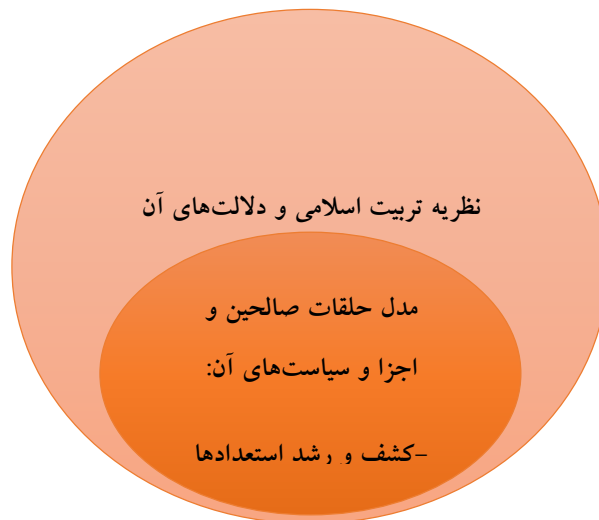 نظریه تربیت اسلامی و دلالت‌های آن
مدل حلقات صالحین و
اجزا و سیاست‌های آن:
-کشف و رشد استعدادها